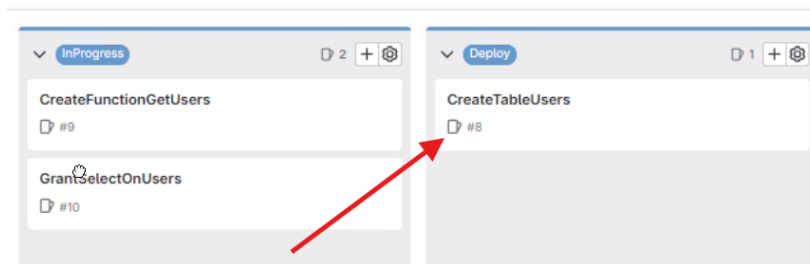 InProgress
2
CreateFunctionGetUsers
#9
GrantSelectOnUsers
#10
Deploy
1
CreateTableUsers
#8